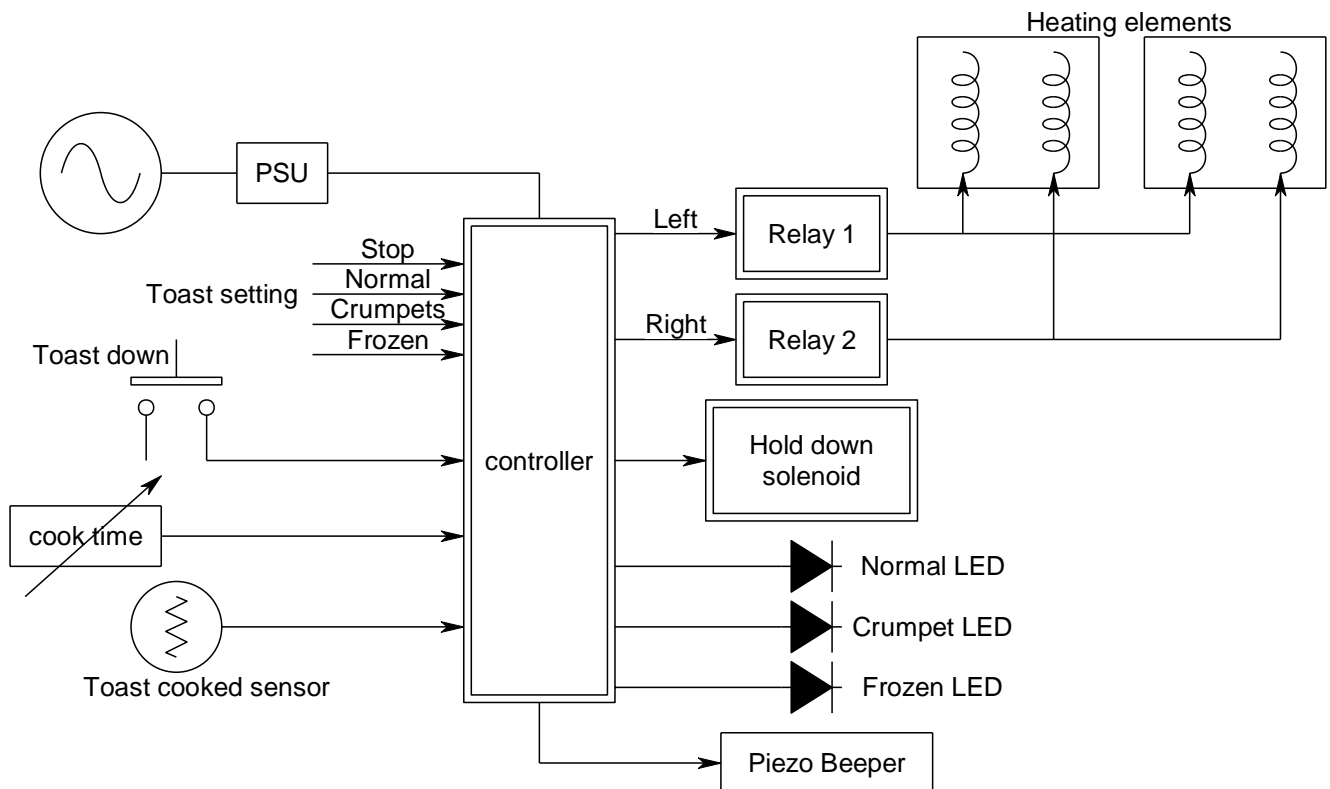 Heating elements
PSU
Left
Relay 1
Stop
Normal
Toast setting
Crumpets
Frozen
Right
Relay 2
Toast down
controller
Hold down
solenoid
cook time
Normal LED
Crumpet LED
Toast cooked sensor
Frozen LED
Piezo Beeper